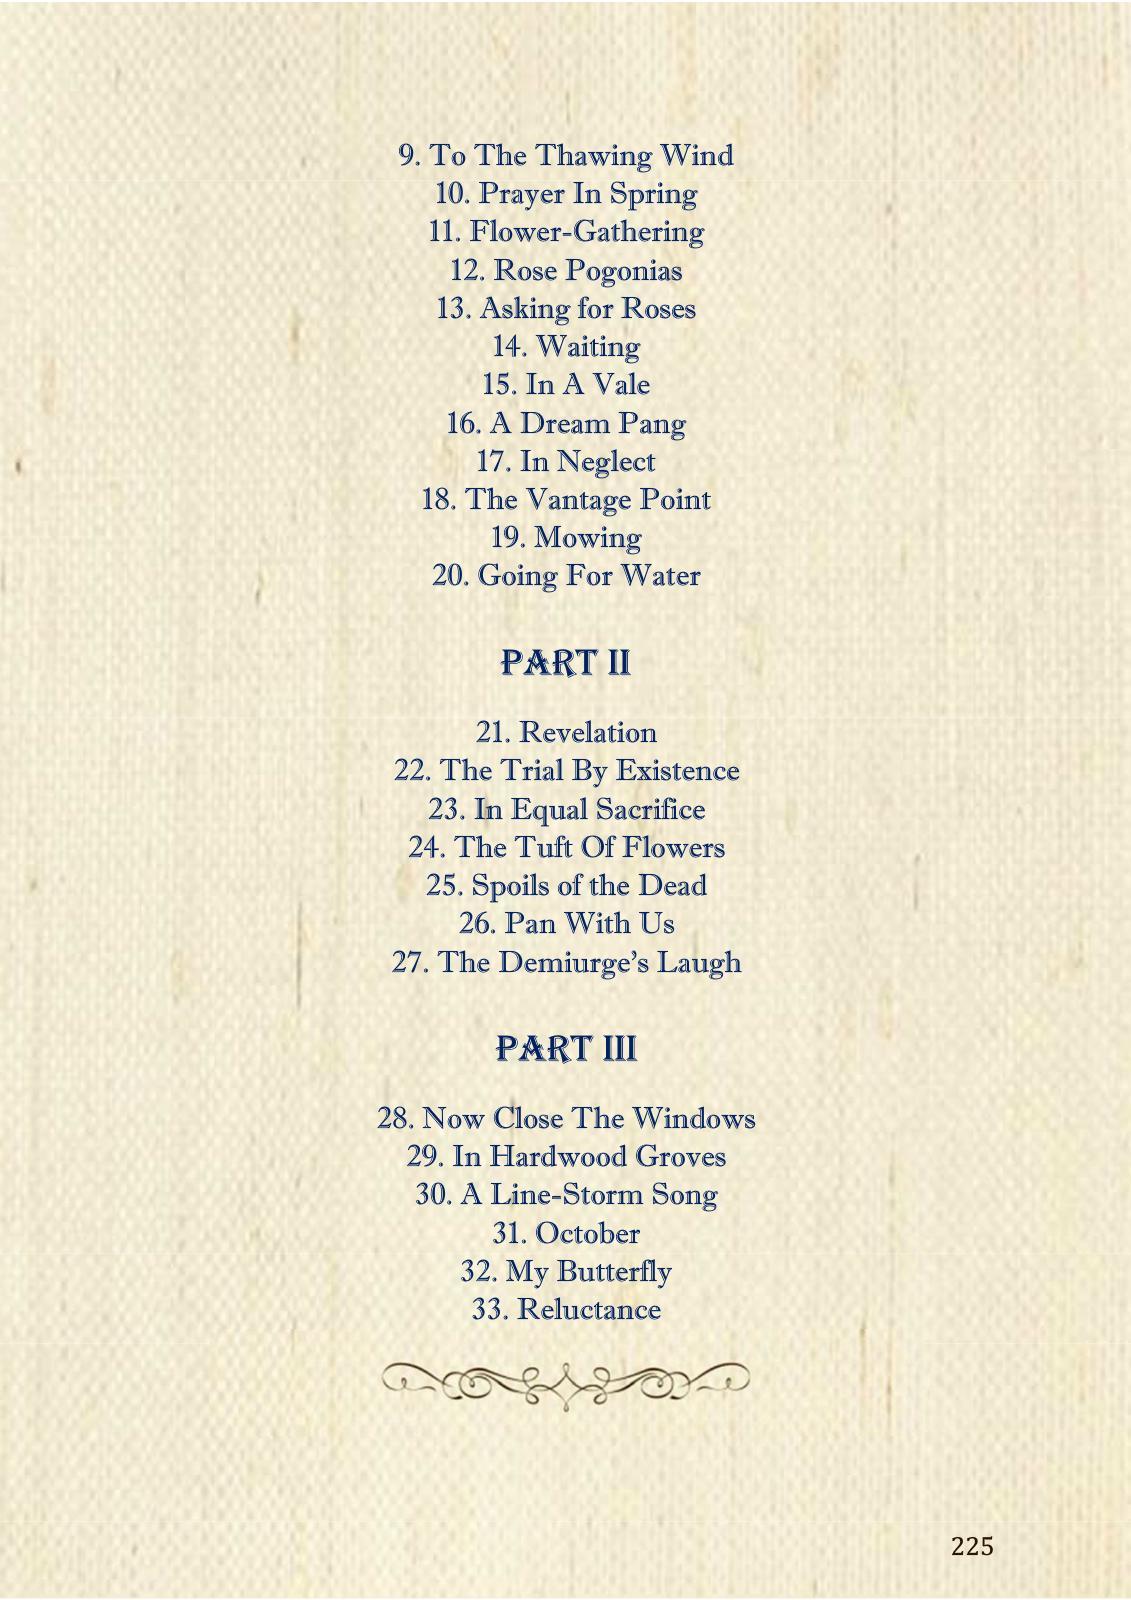 9. To The Thawing Wind
10. Prayer In Spring
11. Flower-Gathering
12. Rose Pogonias
13. Asking for Roses
14. Waiting
15. In A Vale
16. A Dream Pang
17. In Neglect
18. The Vantage Point
19. Mowing
20. Going For Water
PART II
21. Revelation
22. The Trial By Existence
23. In Equal Sacrifice
24. The Tuft Of Flowers
25. Spoils of the Dead
26. Pan With Us
27. The Demiurge’s Laugh
PART III
28. Now Close The Windows
29. In Hardwood Groves
30. A Line-Storm Song
31. October
32. My Butterfly
33. Reluctance
225